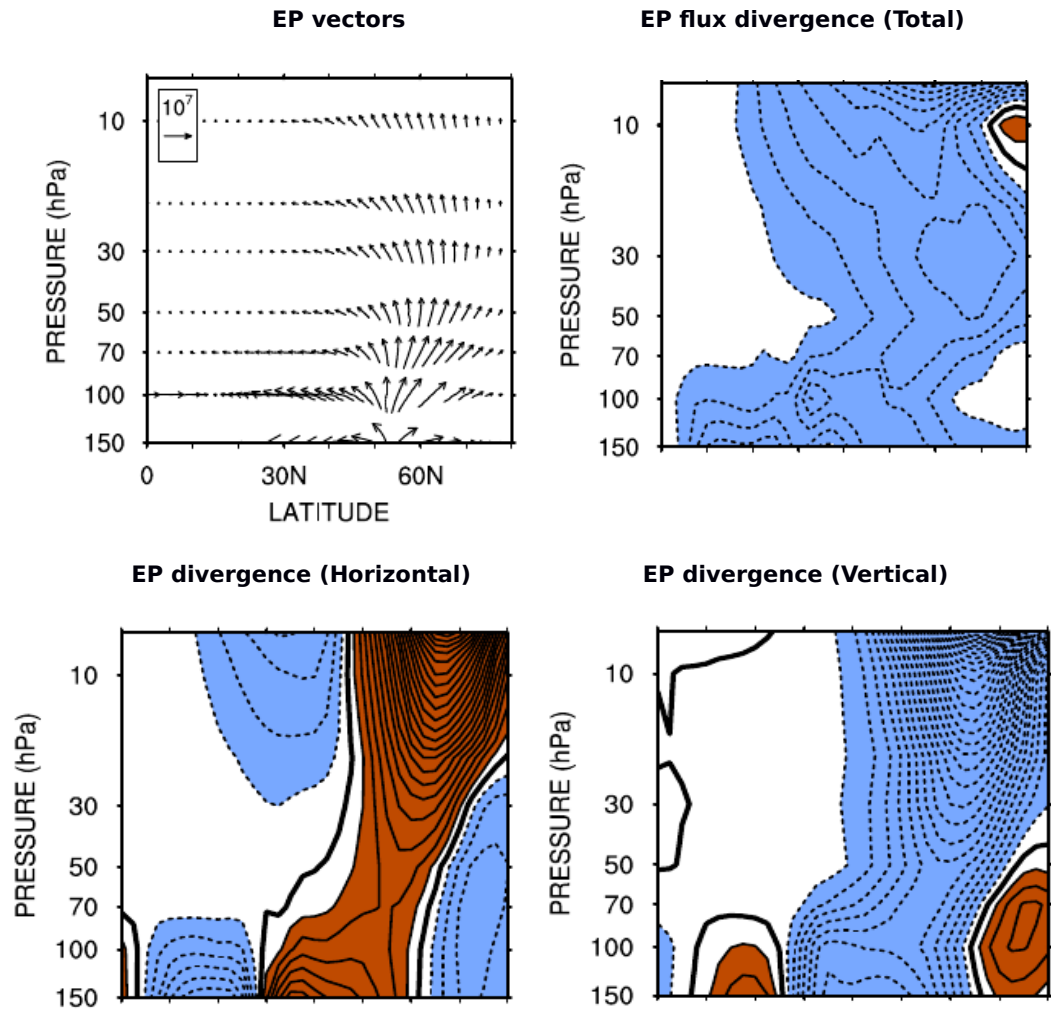 EP vectors
EP flux divergence (Total)
10^7
PRESSURE (hPa)
10
30
50
70
100
150
0
30N
60N
LATITUDE
PRESSURE (hPa)
10
30
50
70
100
150
EP divergence (Horizontal)
EP divergence (Vertical)
PRESSURE (hPa)
10
30
50
70
100
150
PRESSURE (hPa)
10
30
50
70
100
150